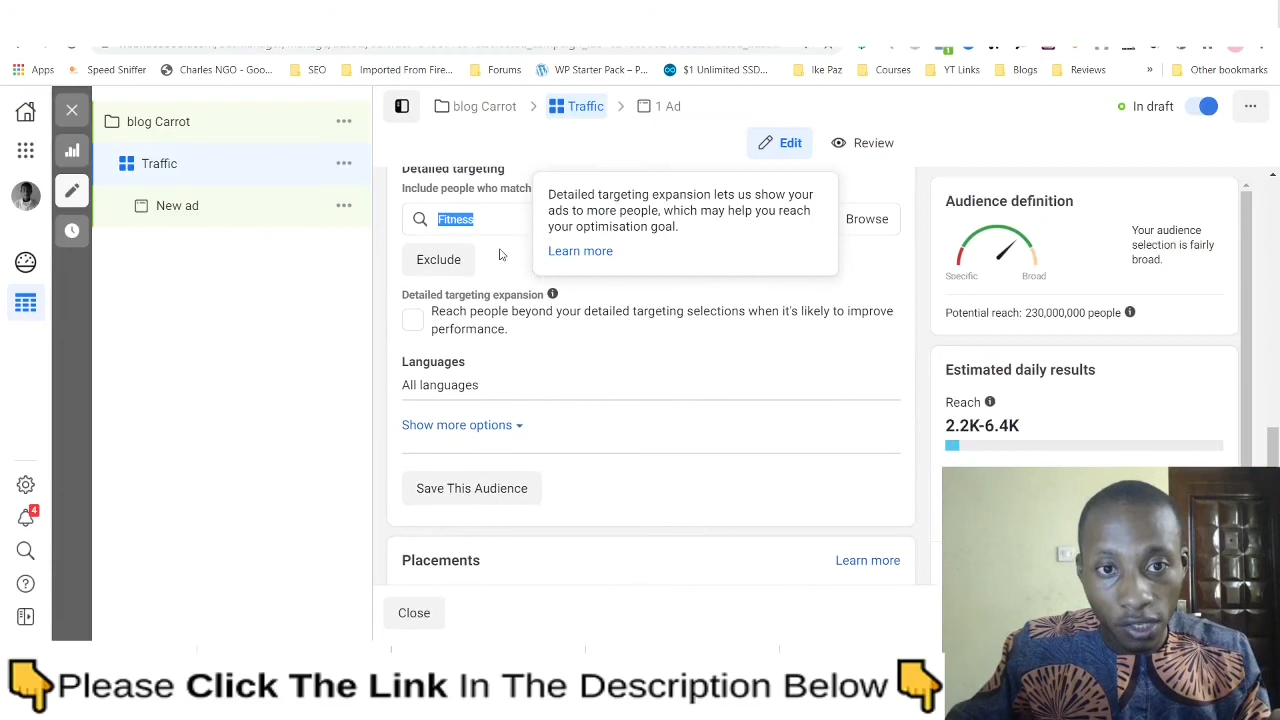 Apps
Speed Sniffer
Charles NGO - Goo...
SEO
Imported From Fire...
Forums
WP Starter Pack – P...
$1 Unlimited SSD...
Ike Paz
Courses
YT Links
Blogs
Reviews
»
Other bookmarks
blog Carrot
Traffic
New ad
blog Carrot
Traffic
1 Ad
In draft
Edit
Review
Detailed targeting
Include people who match
Fitness
Browse
Exclude
Detailed targeting expansion lets us show your
ads to more people, which may help you reach
your optimisation goal.
Learn more
Detailed targeting expansion
Reach people beyond your detailed targeting selections when it's likely to improve
performance.
Languages
All languages
Show more options
Save This Audience
Placements
Learn more
Close
Audience definition
Specific
Broad
Your audience
selection is fairly
broad.
Potential reach: 230,000,000 people
Estimated daily results
Reach
2.2K-6.4K
4
Please Click The Link In The Description Below